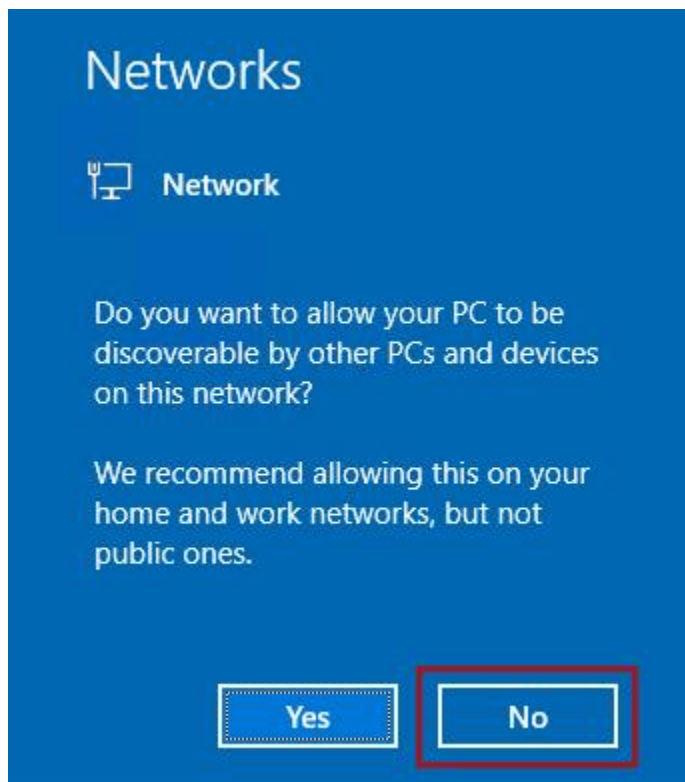 Networks
Network
Do you want to allow your PC to be
discoverable by other PCs and devices
on this network?
We recommend allowing this on your
home and work networks, but not
public ones.
Yes
No